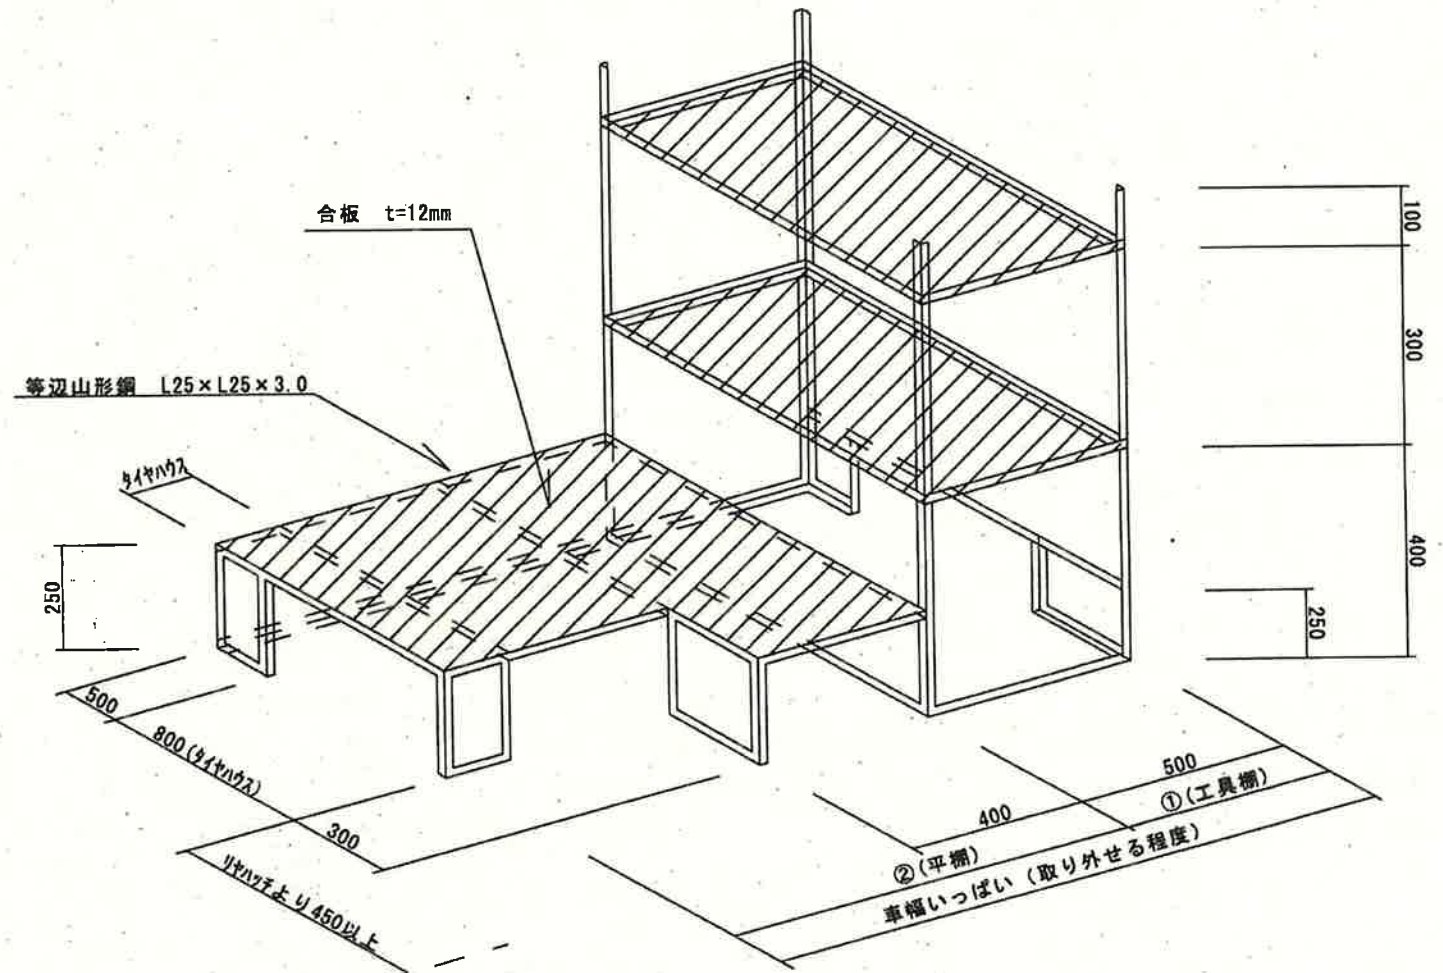 合板 t=12mm
等辺山形鋼 L25×L25×3.0
タイヤハウス
250
100
300
400
250
500
800(タイヤハウス)
300
リヤハッチより450以上
500
①(工具棚)
400
②(平棚)
車幅いっぱい(取り外せる程度)